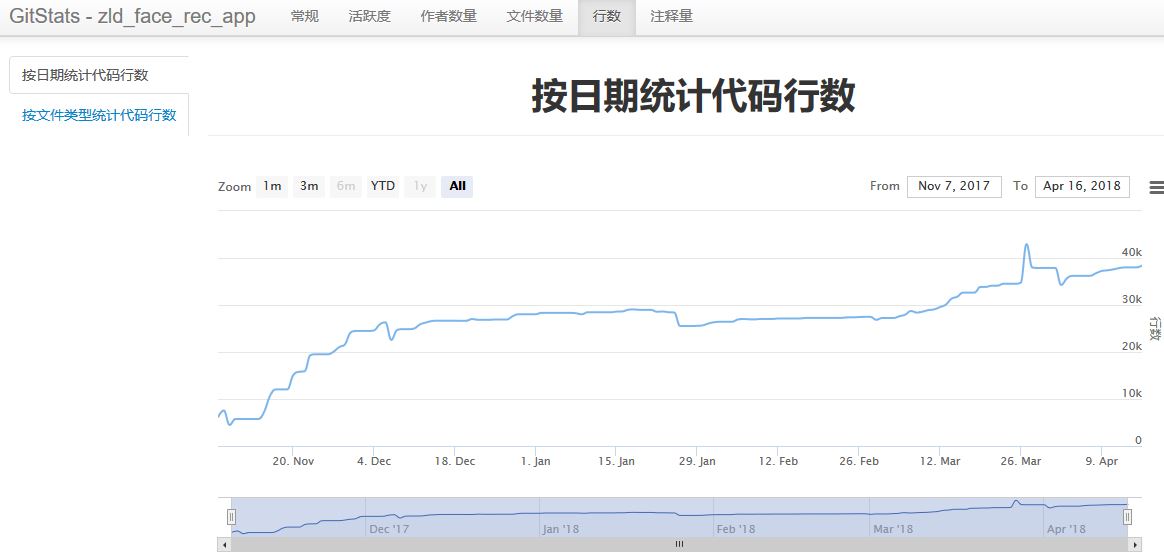 GitStats - zld_face_rec_app 常规 活跃度 作者数量 文件数量 行数 注释量
按日期统计代码行数
按文件类型统计代码行数
按日期统计代码行数
Zoom 1m 3m 6m YTD 1y All From Nov 7, 2017 To Apr 16, 2018
40k
30k
行数
20k
10k
0
20. Nov 4. Dec 18. Dec 1. Jan 15. Jan 29. Jan 12. Feb 26. Feb 12. Mar 26. Mar 9. Apr
Dec '17 Jan '18 Feb '18 Mar '18 Apr '18